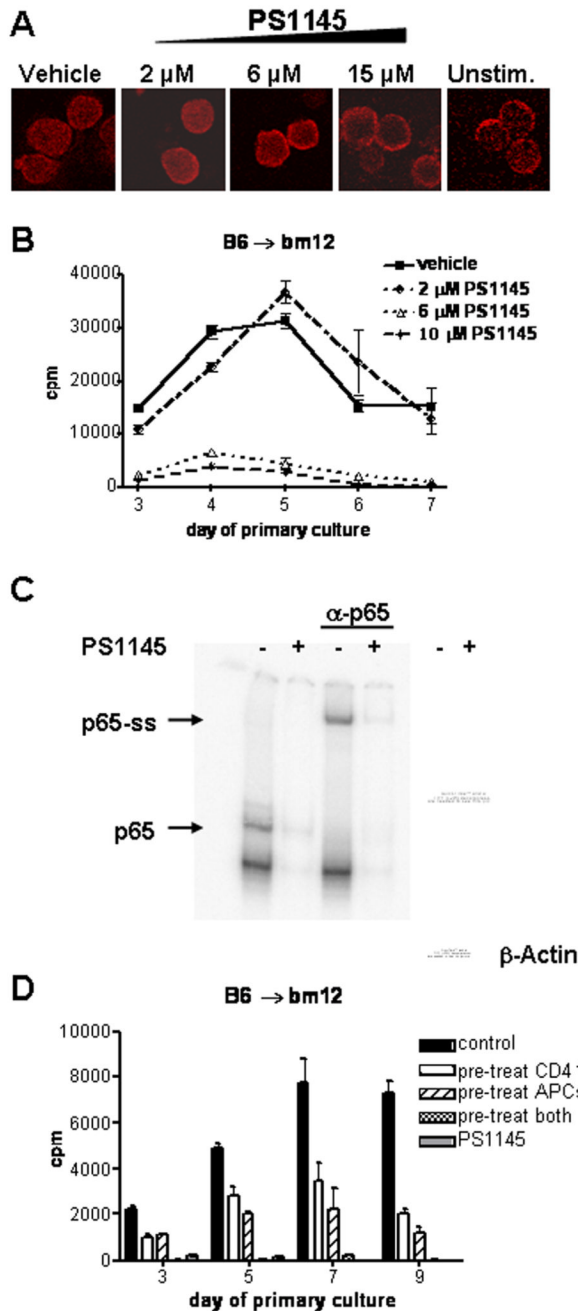 A
PS1145
Vehicle 2 µM 6 µM 15 µM Unstim.
B
B6 → bm12
vehicle
2 µM PS1145
6 µM PS1145
10 µM PS1145
cpm
40000
30000
20000
10000
0
3 4 5 6 7
day of primary culture
C
α-p65
PS1145 - + - + - +
p65-ss
p65
β-Actin
D
B6 → bm12
control
pre-treat CD4
pre-treat APCs
pre-treat both
PS1145
cpm
10000
8000
6000
4000
2000
0
3 5 7 9
day of primary culture